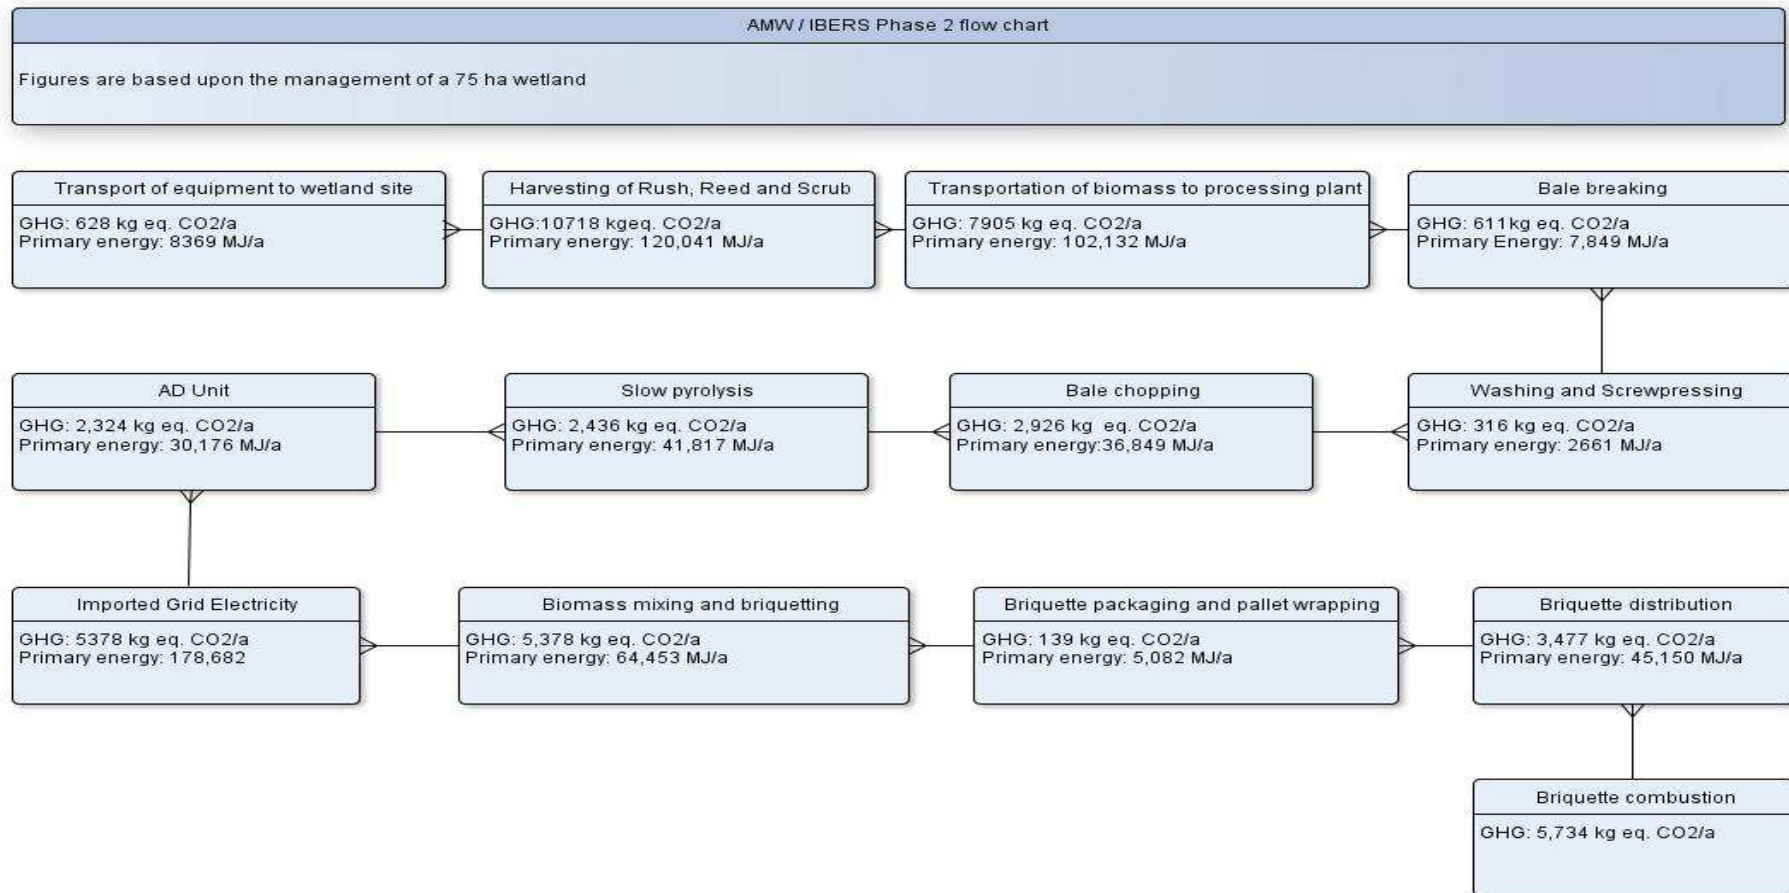 AMW / IBERS Phase 2 flow chart
Figures are based upon the management of a 75 ha wetland
Transport of equipment to wetland site
GHG: 628 kg eq. CO2/a
Primary energy: 8369 MJ/a
Harvesting of Rush, Reed and Scrub
GHG:10718 kgeq. CO2/a
Primary energy: 120,041 MJ/a
Transportation of biomass to processing plant
GHG: 7905 kg eq. CO2/a
Primary energy: 102,132 MJ/a
Bale breaking
GHG: 611kg eq. CO2/a
Primary Energy: 7,849 MJ/a
AD Unit
GHG: 2,324 kg eq. CO2/a
Primary energy: 30,176 MJ/a
Slow pyrolysis
GHG: 2,436 kg eq. CO2/a
Primary energy: 41,817 MJ/a
Bale chopping
GHG: 2,926 kg eq. CO2/a
Primary energy:36,849 MJ/a
Washing and Screwpressing
GHG: 316 kg eq. CO2/a
Primary energy: 2661 MJ/a
Imported Grid Electricity
GHG: 5378 kg eq. CO2/a
Primary energy: 178,682
Biomass mixing and briquetting
GHG: 5,378 kg eq. CO2/a
Primary energy: 64,453 MJ/a
Briquette packaging and pallet wrapping
GHG: 139 kg eq. CO2/a
Primary energy: 5,082 MJ/a
Briquette distribution
GHG: 3,477 kg eq. CO2/a
Primary energy: 45,150 MJ/a
Briquette combustion
GHG: 5,734 kg eq. CO2/a